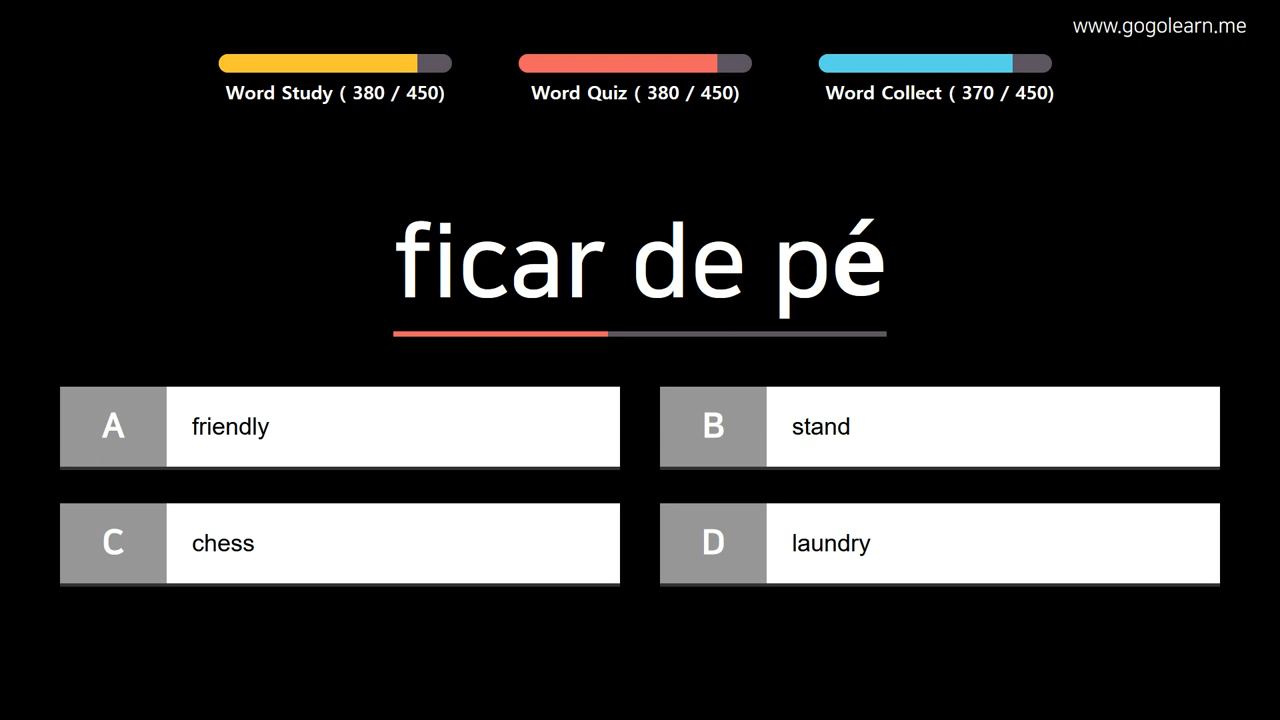 www.gogolearn.me
Word Study ( 380 / 450)
Word Quiz ( 380 / 450)
Word Collect ( 370 / 450)
ficar de pé
A friendly
B stand
C chess
D laundry